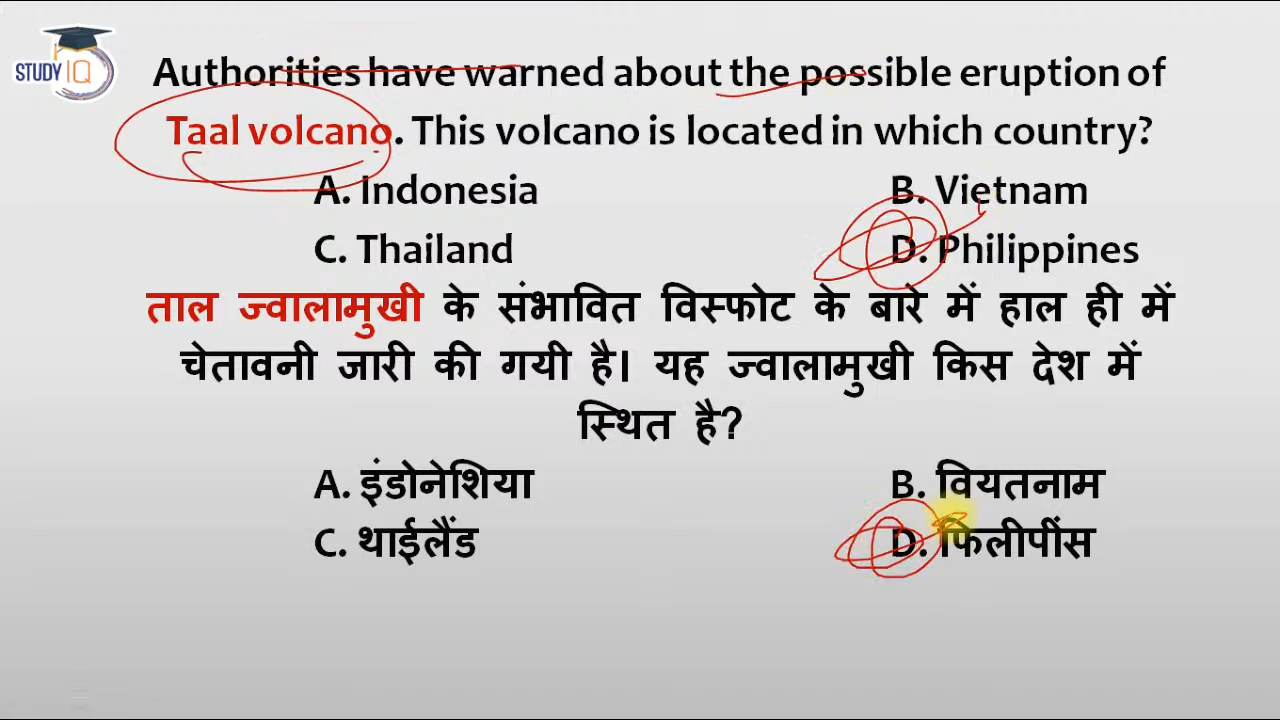 STUDY IQ
Authorities have warned about the possible eruption of
Taal volcano. This volcano is located in which country?
A. Indonesia B. Vietnam
C. Thailand D. Philippines
ताल ज्वालामुखी के संभावित विस्फोट के बारे में हाल ही में
चेतावनी जारी की गयी है। यह ज्वालामुखी किस देश में
स्थित है?
A. इंडोनेशिया B. वियतनाम
C. थाईलैंड D. फिलीपींस